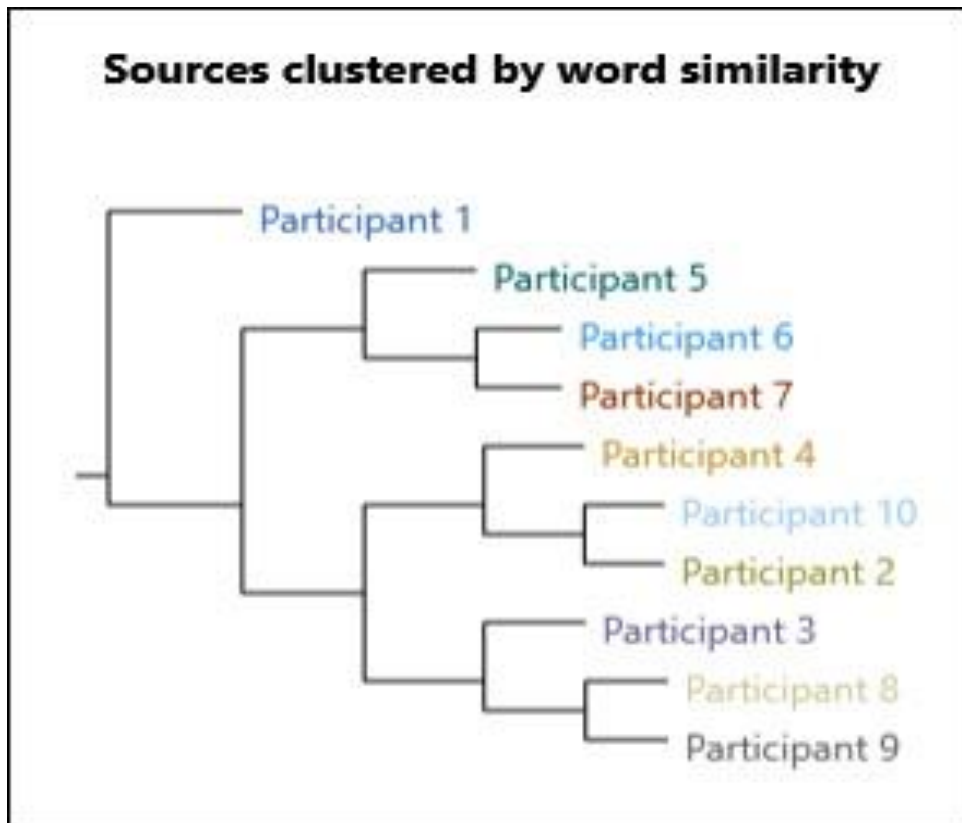 Sources clustered by word similarity
Participant 1
Participant 5
Participant 6
Participant 7
Participant 4
Participant 10
Participant 2
Participant 3
Participant 8
Participant 9